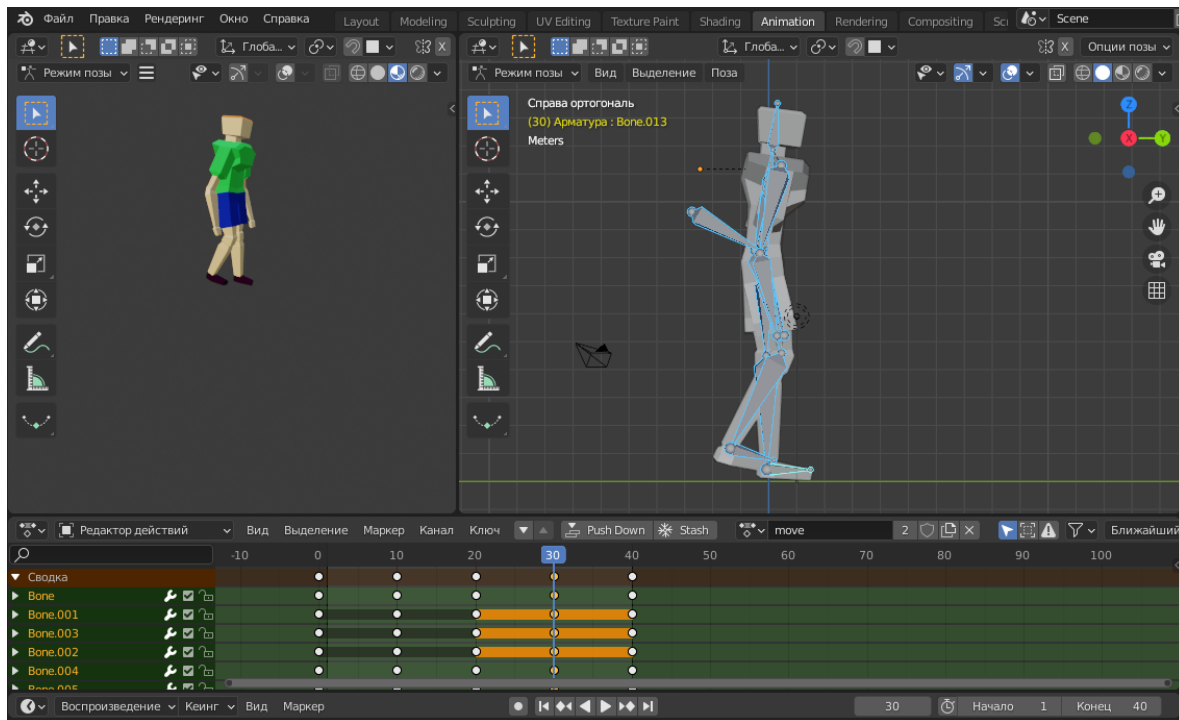 Файл Правка Рендеринг Окно Справка Layout Modeling Sculpting UV Editing Texture Paint Shading Animation Rendering Compositing Sc Scene
Глоба... X Глоба... X Опции позы
Режим позы Режим позы Вид Выделение Поза
Справа ортогональ
(30) Арматура : Bone.013
Meters
Z
X Y
Редактор действий Вид Выделение Маркер Канал Ключ Push Down Stash move 2 Ближайший
-10 0 10 20 30 40 50 60 70 80 90 100
Сводка
Bone
Bone.001
Bone.003
Bone.002
Bone.004
Bone.005
Воспроизведение Кеинг Вид Маркер 30 Начало 1 Конец 40